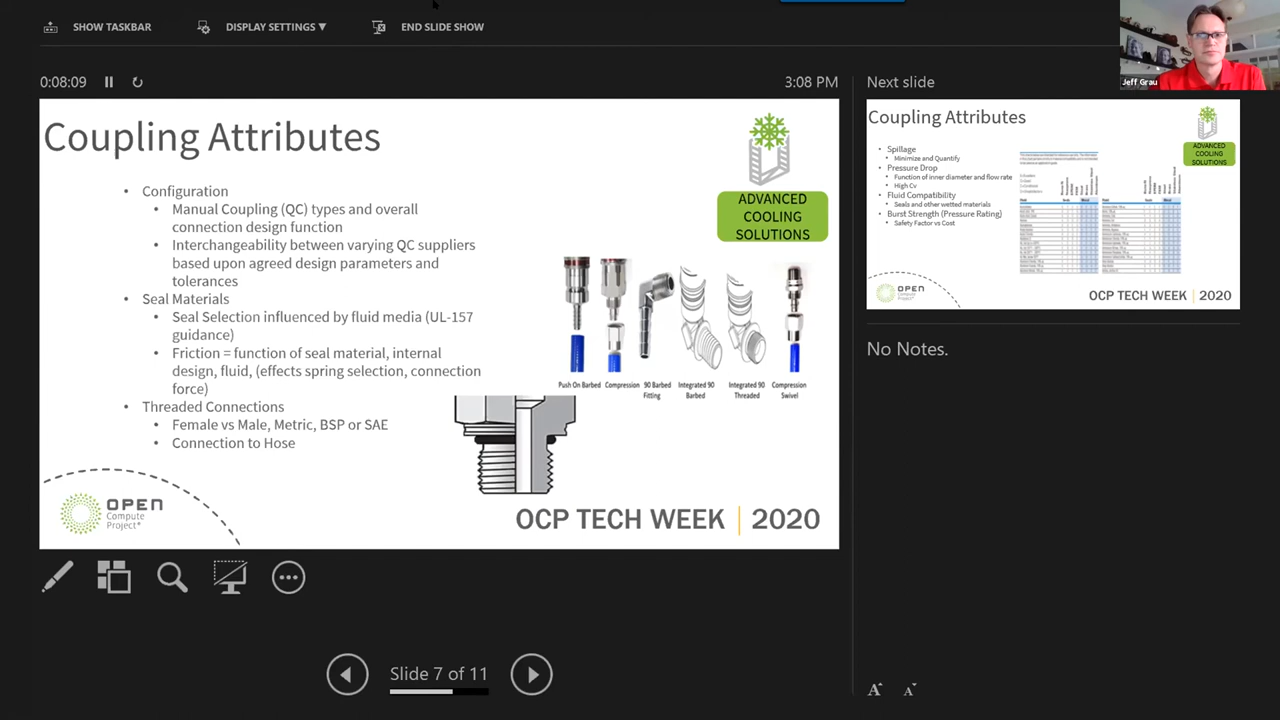 SHOW TASKBAR
DISPLAY SETTINGS ▼
END SLIDE SHOW
Jeff Grau
0:08:09
3:08 PM
Coupling Attributes
ADVANCED
COOLING
SOLUTIONS
• Configuration
• Manual Coupling (QC) types and overall
connection design function
• Interchangeability between varying QC suppliers
based upon agreed design parameters and
tolerances
• Seal Materials
• Seal Selection influenced by fluid media (UL-157
guidance)
• Friction = function of seal material, internal
design, fluid, (effects spring selection, connection
force)
• Threaded Connections
• Female vs Male, Metric, BSP or SAE
• Connection to Hose
Push On Barbed
Compression
90 Barbed
Fitting
Integrated 90
Barbed
Integrated 90
Threaded
Compression
Swivel
OPEN
Compute
Project®
OCP TECH WEEK | 2020
Slide 7 of 11
Next slide
Coupling Attributes
ADVANCED
COOLING
SOLUTIONS
• Spillage
• Minimize and Quantify
• Pressure Drop
• Function of inner diameter and flow rate
• High Cv
• Fluid Compatibility
• Seals and other wetted materials
• Burst Strength (Pressure Rating)
• Safety Factor vs Cost
OPEN
Compute
Project®
OCP TECH WEEK | 2020
No Notes.
A A